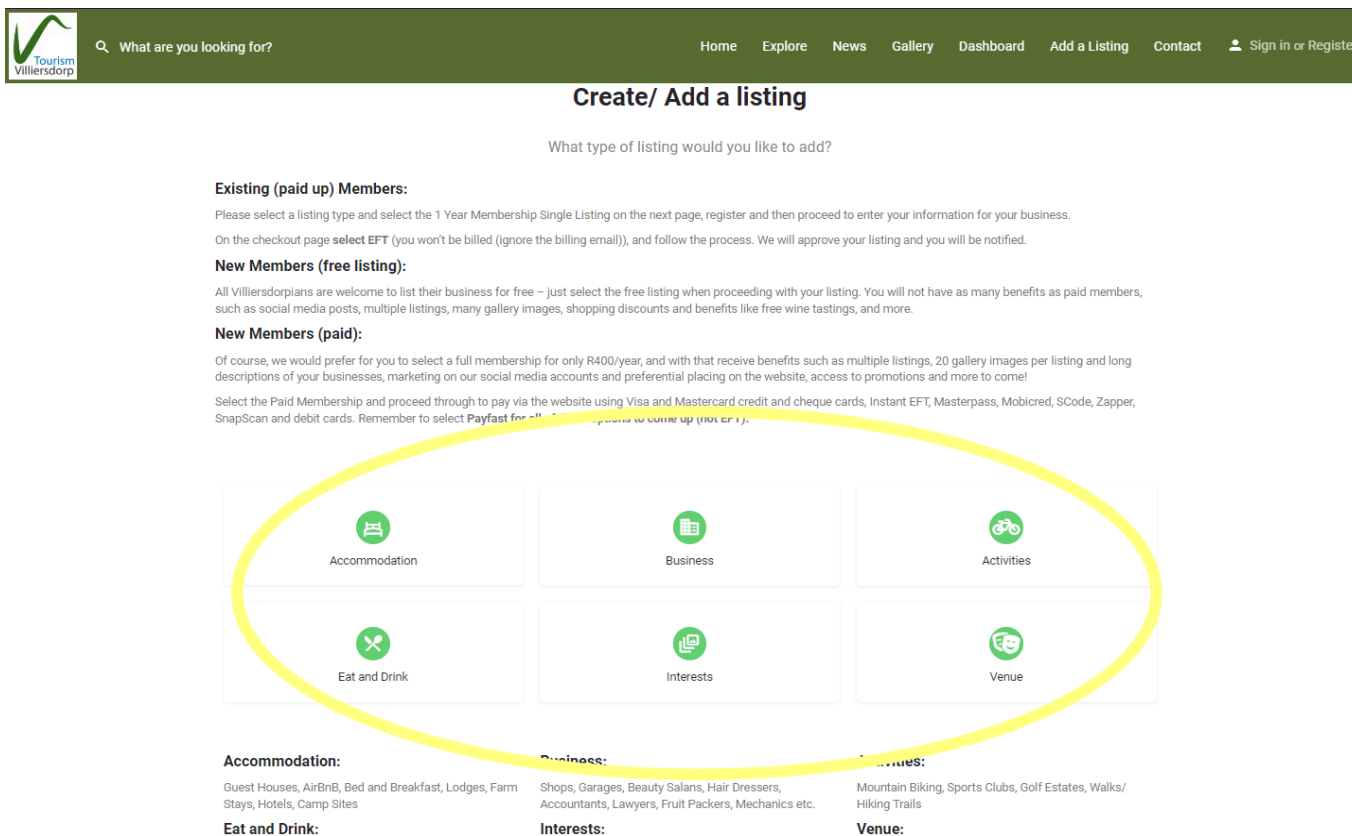 Tourism
Villiersdorp
What are you looking for?
Home Explore News Gallery Dashboard Add a Listing Contact Sign in or Registe
Create/ Add a listing
What type of listing would you like to add?
Existing (paid up) Members:
Please select a listing type and select the 1 Year Membership Single Listing on the next page, register and then proceed to enter your information for your business.
On the checkout page select EFT (you won't be billed (ignore the billing email)), and follow the process. We will approve your listing and you will be notified.
New Members (free listing):
All Villiersdorpians are welcome to list their business for free – just select the free listing when proceeding with your listing. You will not have as many benefits as paid members,
such as social media posts, multiple listings, many gallery images, shopping discounts and benefits like free wine tastings, and more.
New Members (paid):
Of course, we would prefer for you to select a full membership for only R400/year, and with that receive benefits such as multiple listings, 20 gallery images per listing and long
descriptions of your businesses, marketing on our social media accounts and preferential placing on the website, access to promotions and more to come!
Select the Paid Membership and proceed through to pay via the website using Visa and Mastercard credit and cheque cards, Instant EFT, Masterpass, Mobicred, SCode, Zapper,
SnapScan and debit cards. Remember to select Payfast for options to come up (not EFT).
Accommodation Business Activities
Eat and Drink Interests Venue
Accommodation: Business: Activities:
Guest Houses, AirBnB, Bed and Breakfast, Lodges, Farm
Stays, Hotels, Camp Sites
Shops, Garages, Beauty Salans, Hair Dressers,
Accountants, Lawyers, Fruit Packers, Mechanics etc.
Mountain Biking, Sports Clubs, Golf Estates, Walks/
Hiking Trails
Eat and Drink: Interests: Venue: